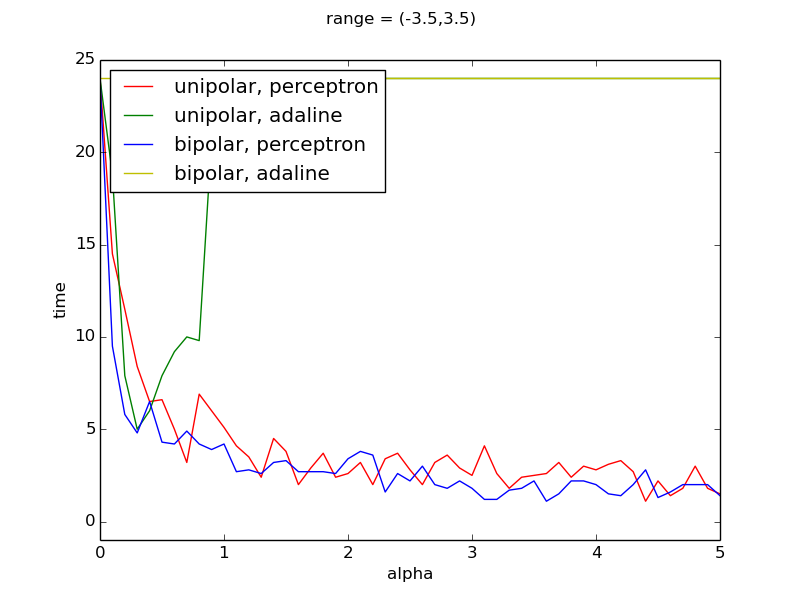 range = (-3.5,3.5)
25
20
15
10
5
0
time
unipolar, perceptron
unipolar, adaline
bipolar, perceptron
bipolar, adaline
0 1 2 3 4 5
alpha